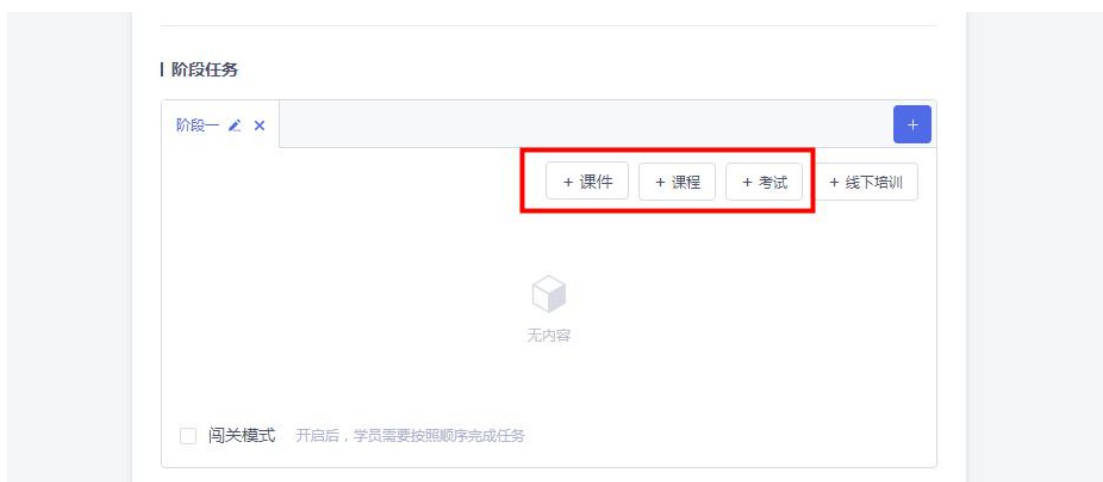 阶段任务
阶段一
+ 课件 + 课程 + 考试 + 线下培训
无内容
闯关模式 开启后，学员需要按照顺序完成任务